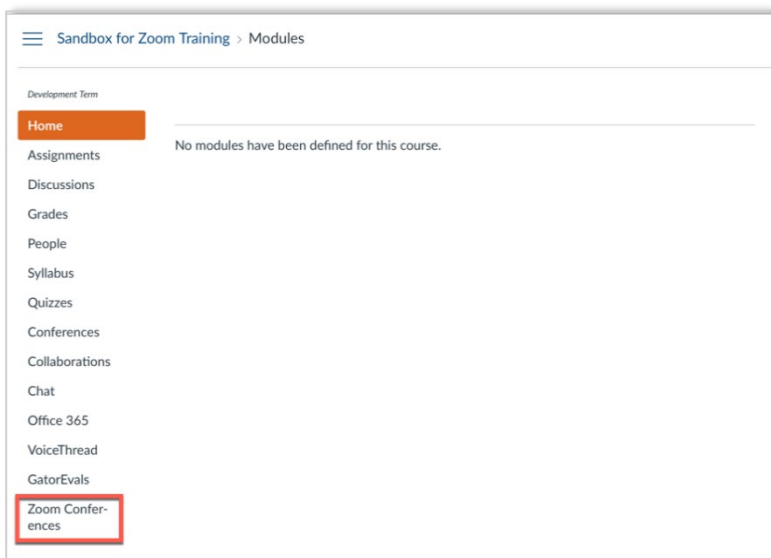 Sandbox for Zoom Training > Modules
Development Term
Home
No modules have been defined for this course.
Assignments
Discussions
Grades
People
Syllabus
Quizzes
Conferences
Collaborations
Chat
Office 365
VoiceThread
GatorEvals
Zoom Confer-
ences